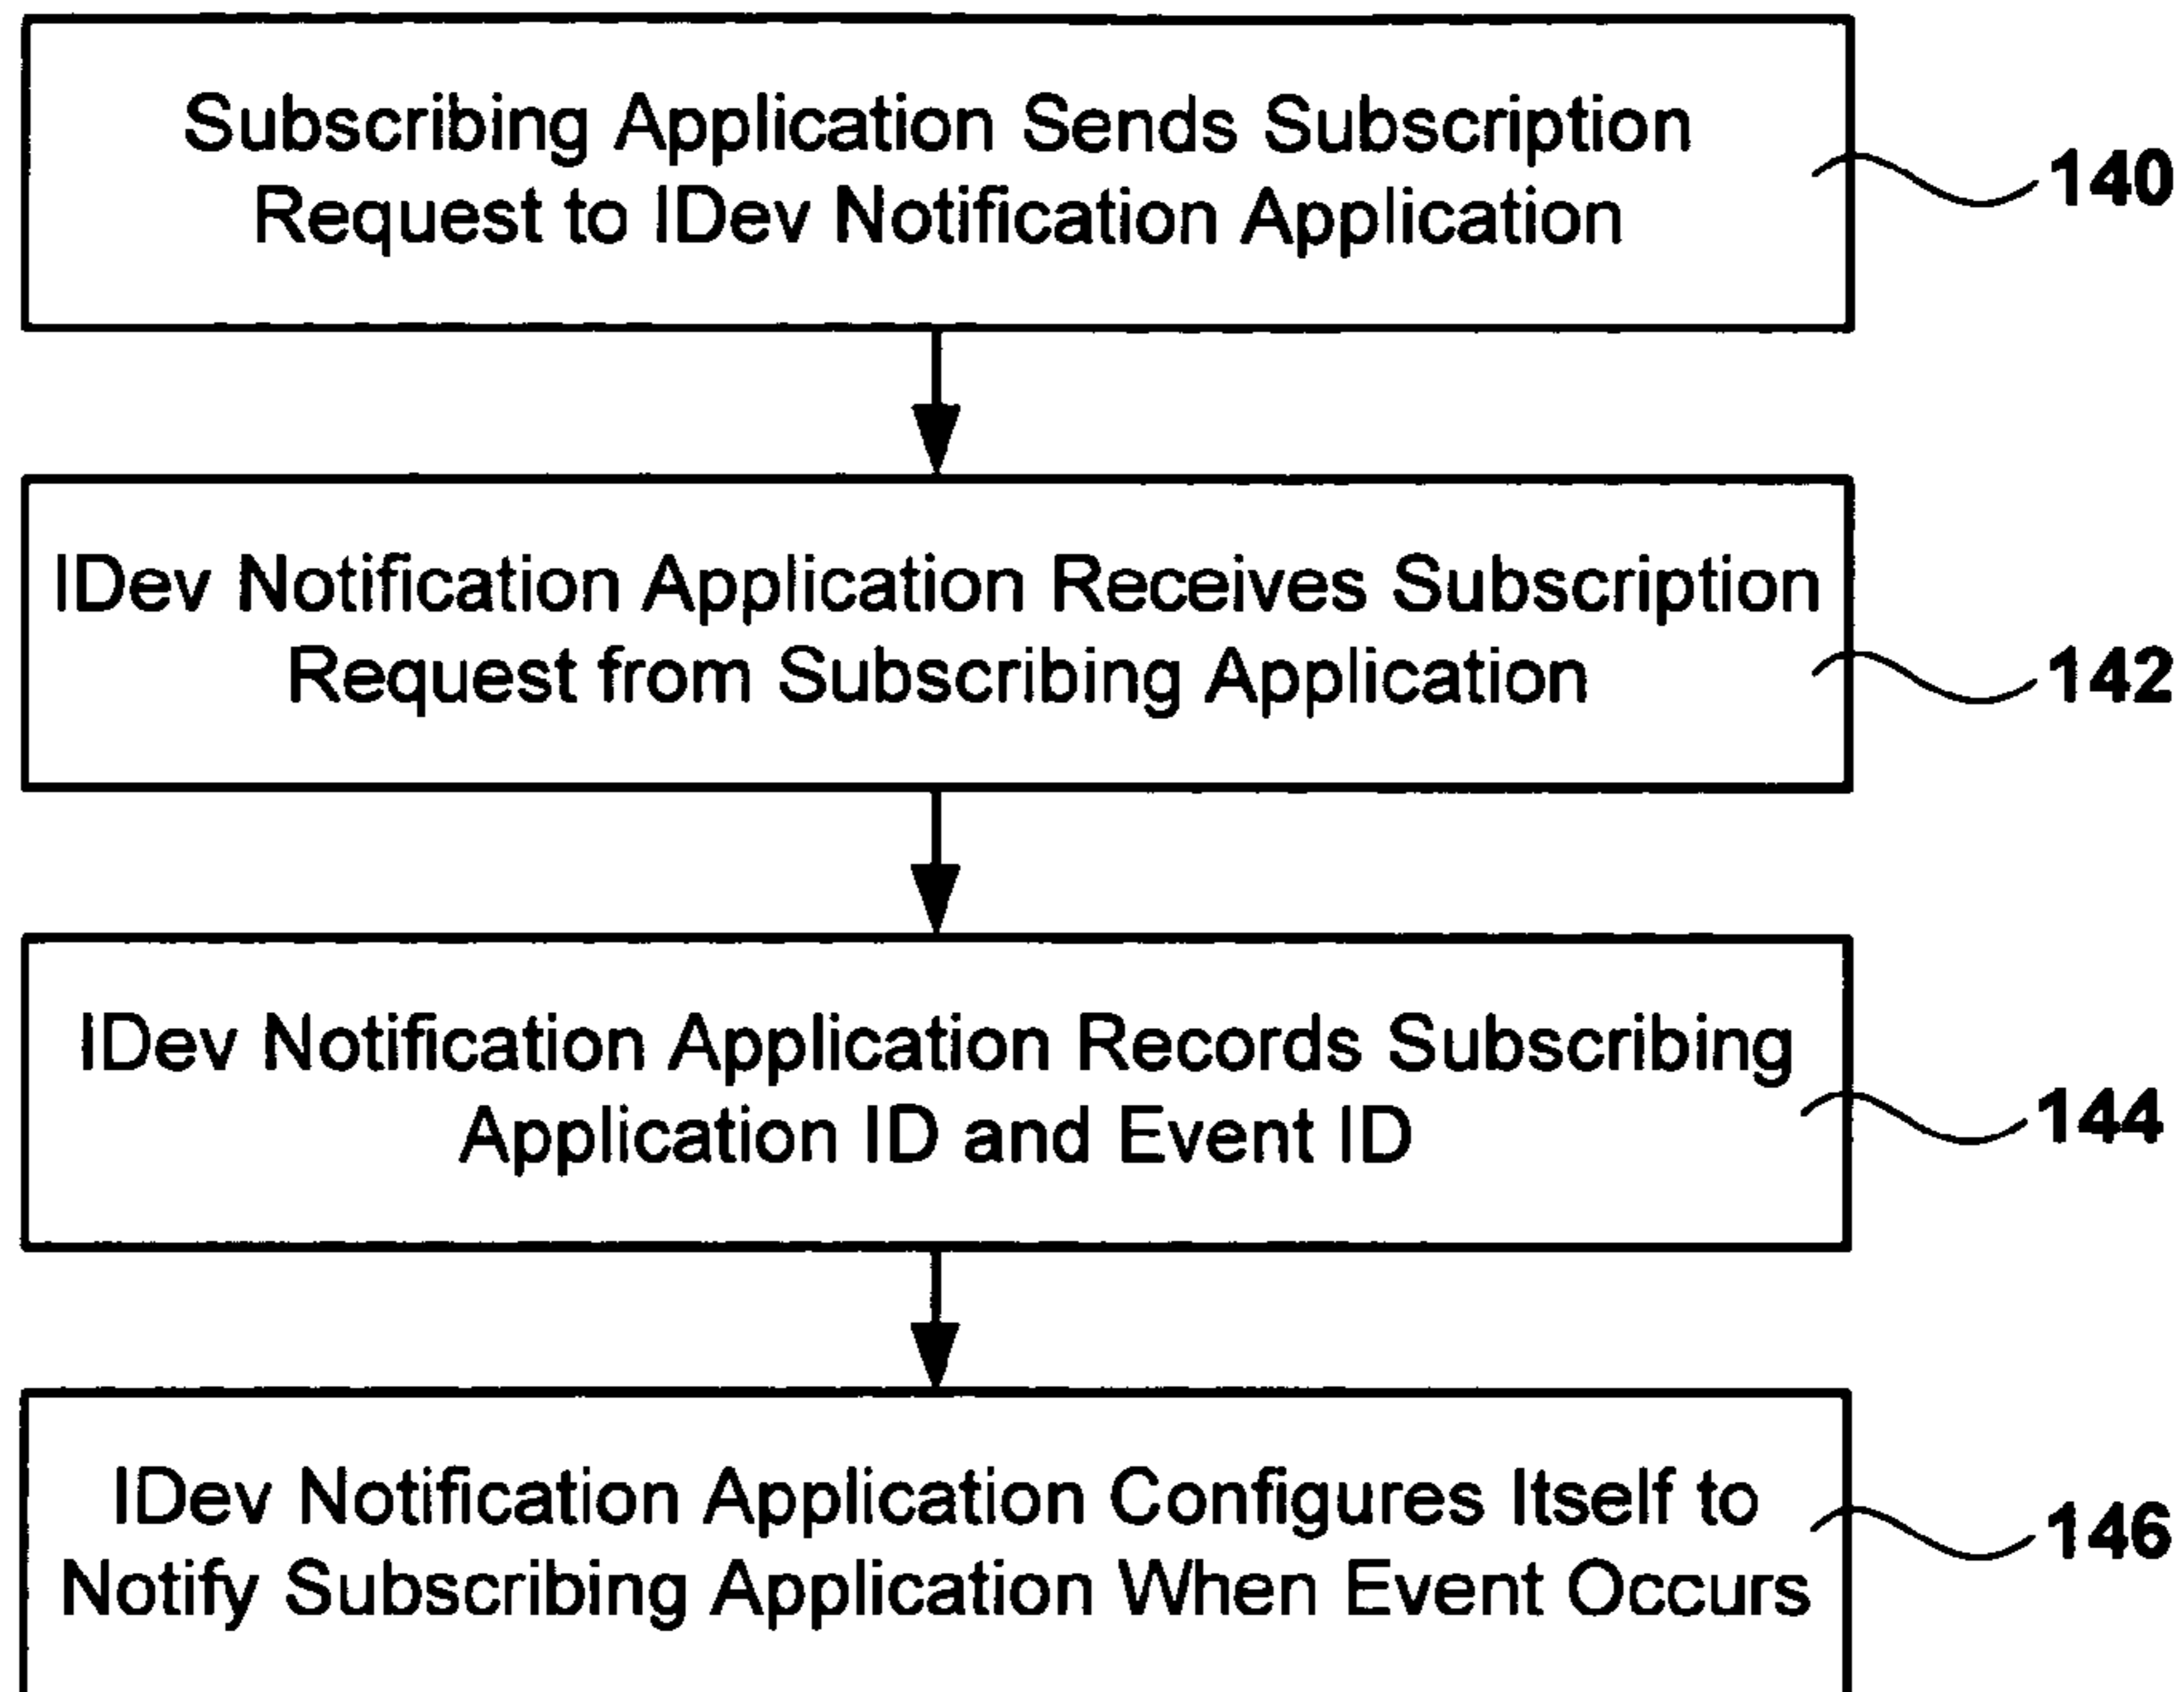 Subscribing Application Sends Subscription
Request to IDev Notification Application
140
IDev Notification Application Receives Subscription
Request from Subscribing Application
142
IDev Notification Application Records Subscribing
Application ID and Event ID
144
IDev Notification Application Configures Itself to
Notify Subscribing Application When Event Occurs
146